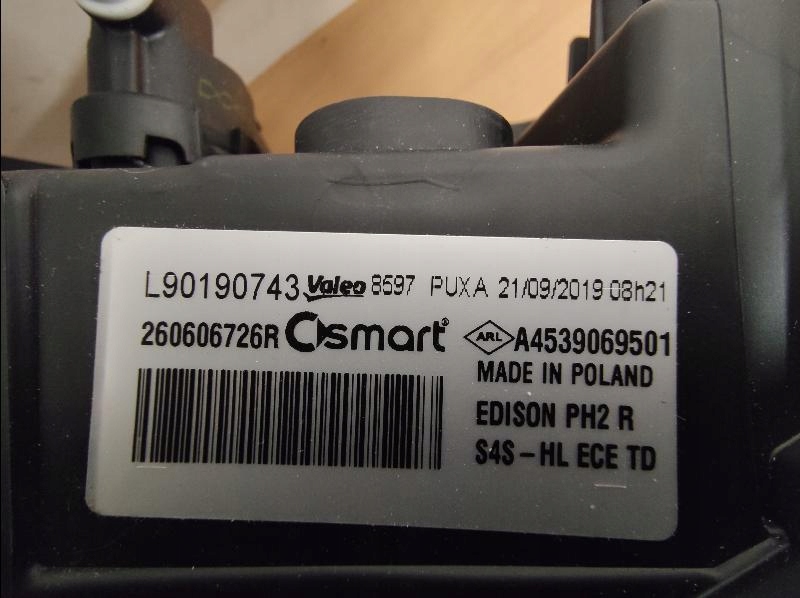 L90190743 Valeo 8597 PUXA 21/09/2019 08h21
260606726R smart® ARL A4539069501
MADE IN POLAND
EDISON PH2 R
S4S-HL ECE TD